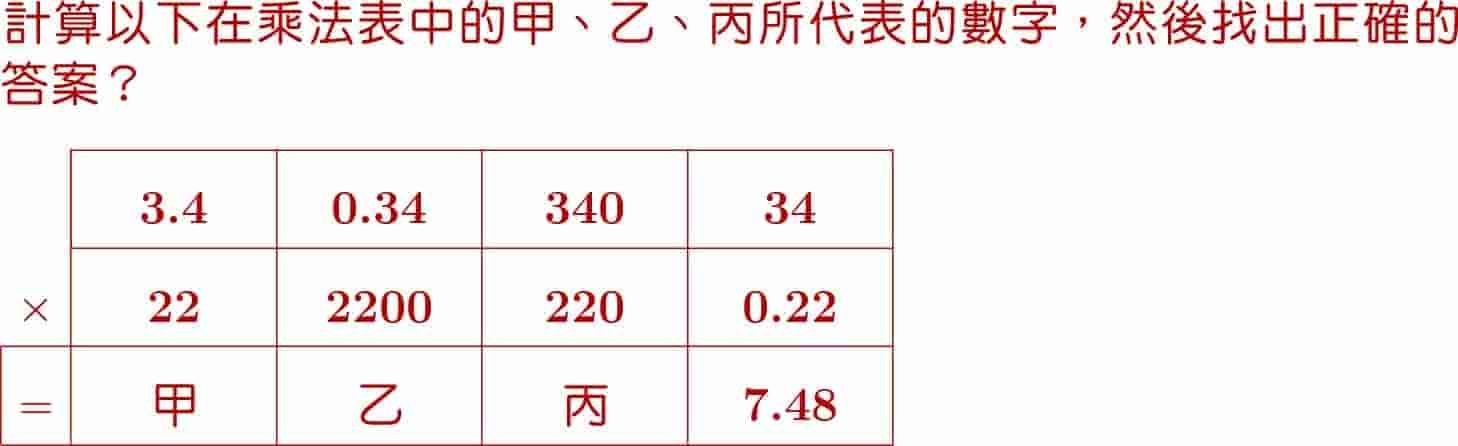 計算以下在乘法表中的甲、乙、丙所代表的數字，然後找出正確的
答案？
3.4 0.34 340 34
× 22 2200 220 0.22
= 甲 乙 丙 7.48